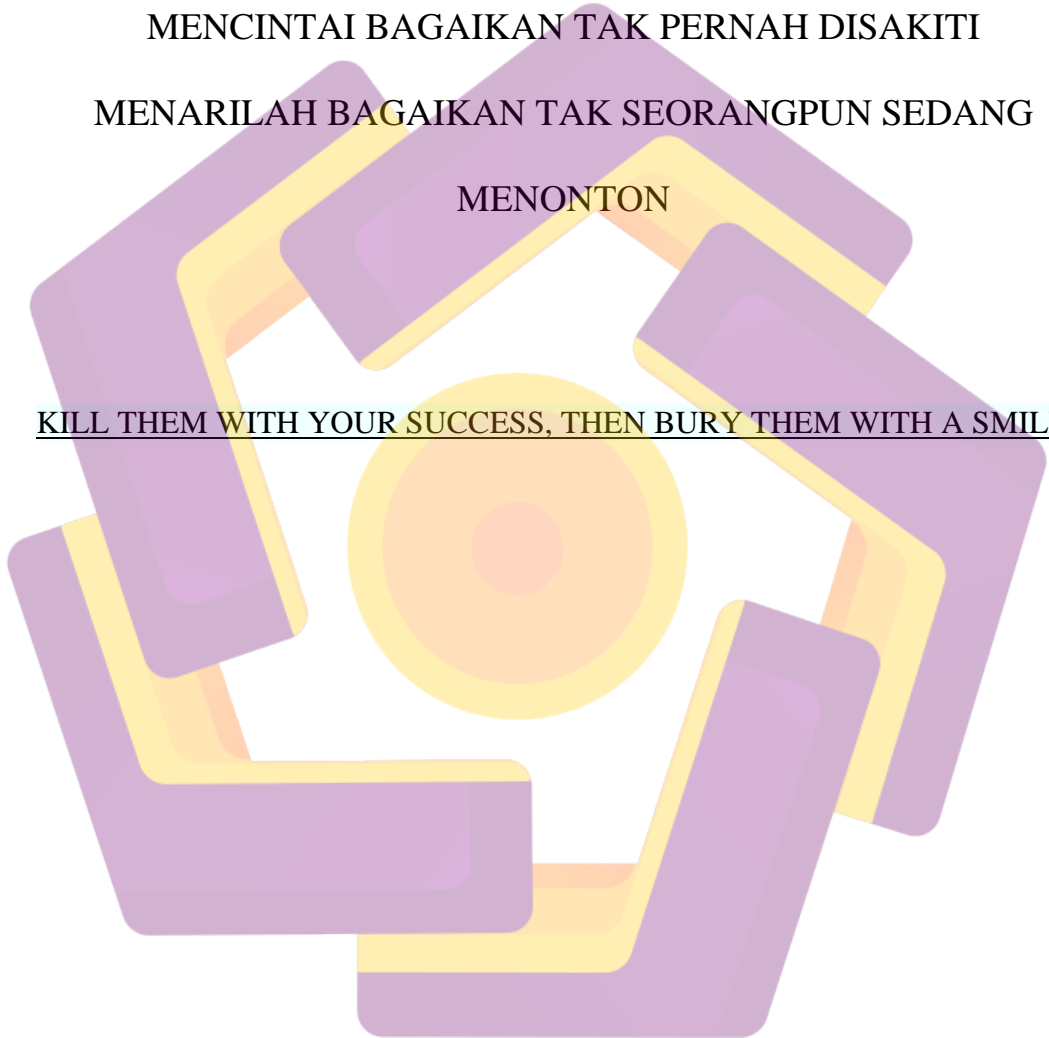 MENCINTAI BAGAIKAN TAK PERNAH DISAKITI
MENARILAH BAGAIKAN TAK SEORANGPUN SEDANG
MENONTON
KILL THEM WITH YOUR SUCCESS, THEN BURY THEM WITH A SMIL